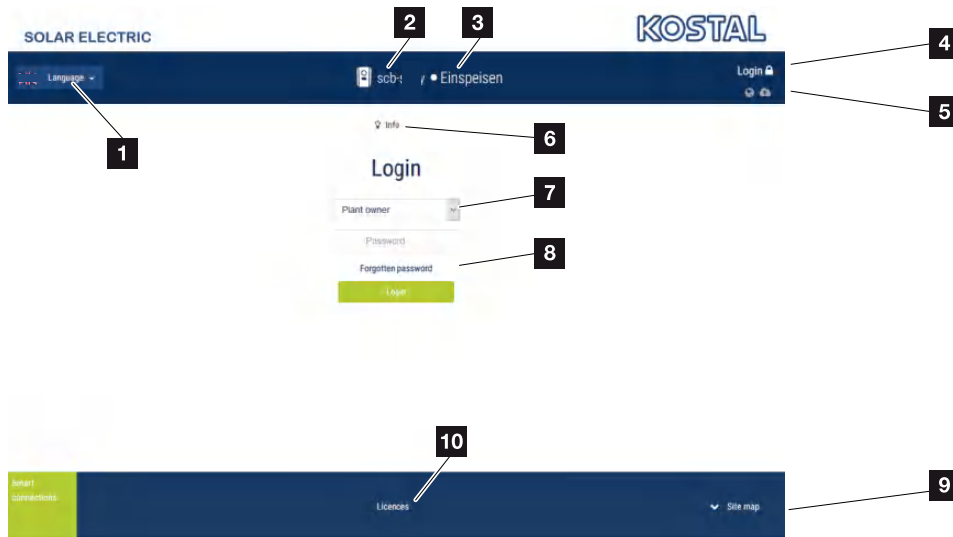 SOLAR ELECTRIC
KOSTAL
2
3
4
Language
scb-s
Einspeisen
Login
5
1
Info
6
Login
Plant owner
7
Password
Forgotten password
8
Login
10
Smart
connections
Licences
Site map
9